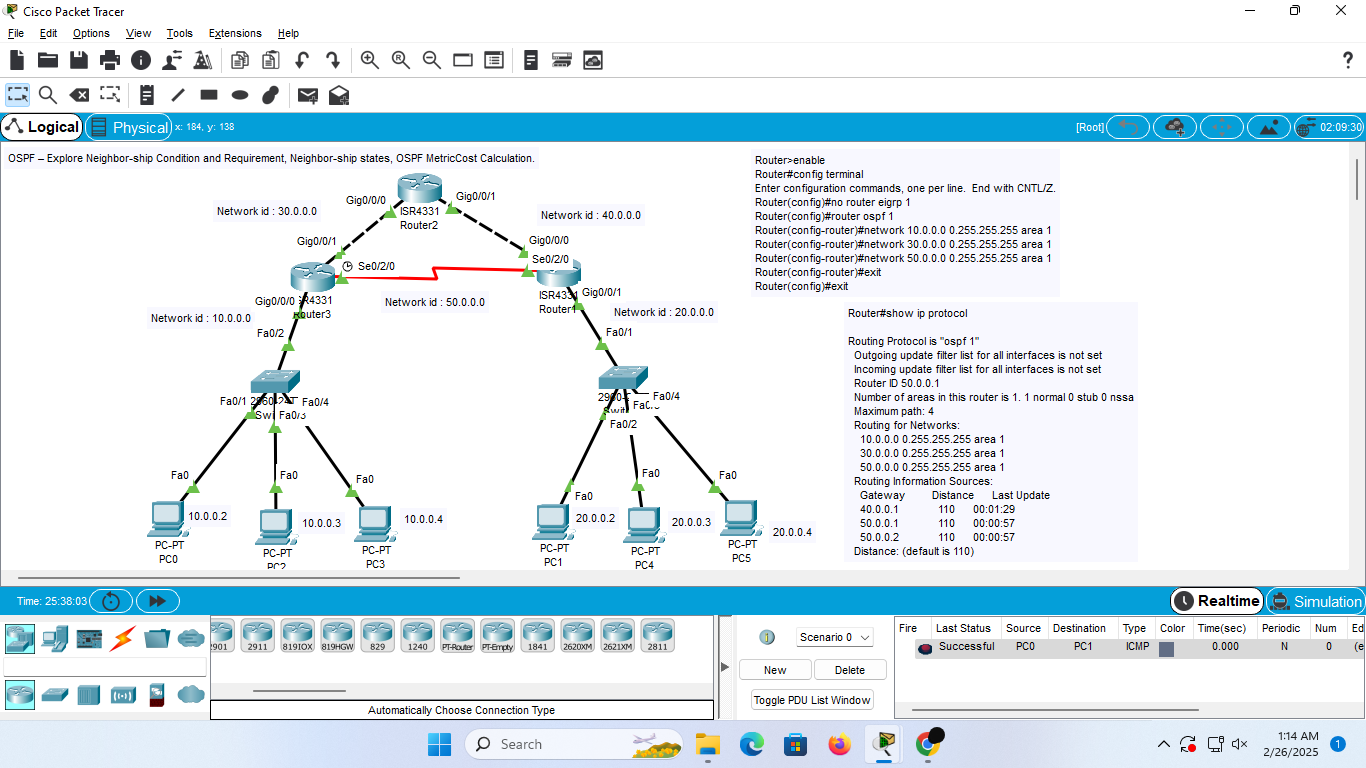 Cisco Packet Tracer
File Edit Options View Tools Extensions Help
Logical Physical x: 184, y: 138 [Root] 02:09:30
OSPF – Explore Neighbor-ship Condition and Requirement, Neighbor-ship states, OSPF MetricCost Calculation.
Gig0/0/0
Gig0/0/1
ISR4331
Router2
Network id : 30.0.0.0
Network id : 40.0.0.0
Gig0/0/1
Se0/2/0
Gig0/0/0
Se0/2/0
Gig0/0/0
Router3
Network id : 50.0.0.0
ISR4331
Router1
Gig0/0/1
Network id : 10.0.0.0
Network id : 20.0.0.0
Fa0/2
Fa0/1
Fa0/1
Fa0/3
Fa0/4
Fa0/4
Fa0/2
Fa0
Fa0
Fa0
Fa0
Fa0
Fa0
10.0.0.2
10.0.0.3
10.0.0.4
20.0.0.2
20.0.0.3
20.0.0.4
PC-PT
PC0
PC-PT
PC2
PC-PT
PC3
PC-PT
PC1
PC-PT
PC4
PC-PT
PC5
Router>enable
Router#config terminal
Enter configuration commands, one per line. End with CNTL/Z.
Router(config)#no router eigrp 1
Router(config)#router ospf 1
Router(config-router)#network 10.0.0.0 0.255.255.255 area 1
Router(config-router)#network 30.0.0.0 0.255.255.255 area 1
Router(config-router)#network 50.0.0.0 0.255.255.255 area 1
Router(config-router)#exit
Router(config)#exit
Router#show ip protocol
Routing Protocol is "ospf 1"
Outgoing update filter list for all interfaces is not set
Incoming update filter list for all interfaces is not set
Router ID 50.0.0.1
Number of areas in this router is 1. 1 normal 0 stub 0 nssa
Maximum path: 4
Routing for Networks:
10.0.0.0 0.255.255.255 area 1
30.0.0.0 0.255.255.255 area 1
50.0.0.0 0.255.255.255 area 1
Routing Information Sources:
Gateway Distance Last Update
40.0.0.1 110 00:01:29
50.0.0.1 110 00:00:57
50.0.0.2 110 00:00:57
Distance: (default is 110)
Time: 25:38:03 Realtime Simulation
2901 2911 819IOX 819HGW 829 1240 PT-Router PT-Empty 1841 2620XM 2621XM 2811
Automatically Choose Connection Type
Scenario 0
New Delete
Toggle PDU List Window
Fire Last Status Source Destination Type Color Time(sec) Periodic Num Ed
Successful PC0 PC1 ICMP 0.000 N 0 (e
Search
1:14 AM
2/26/2025
1